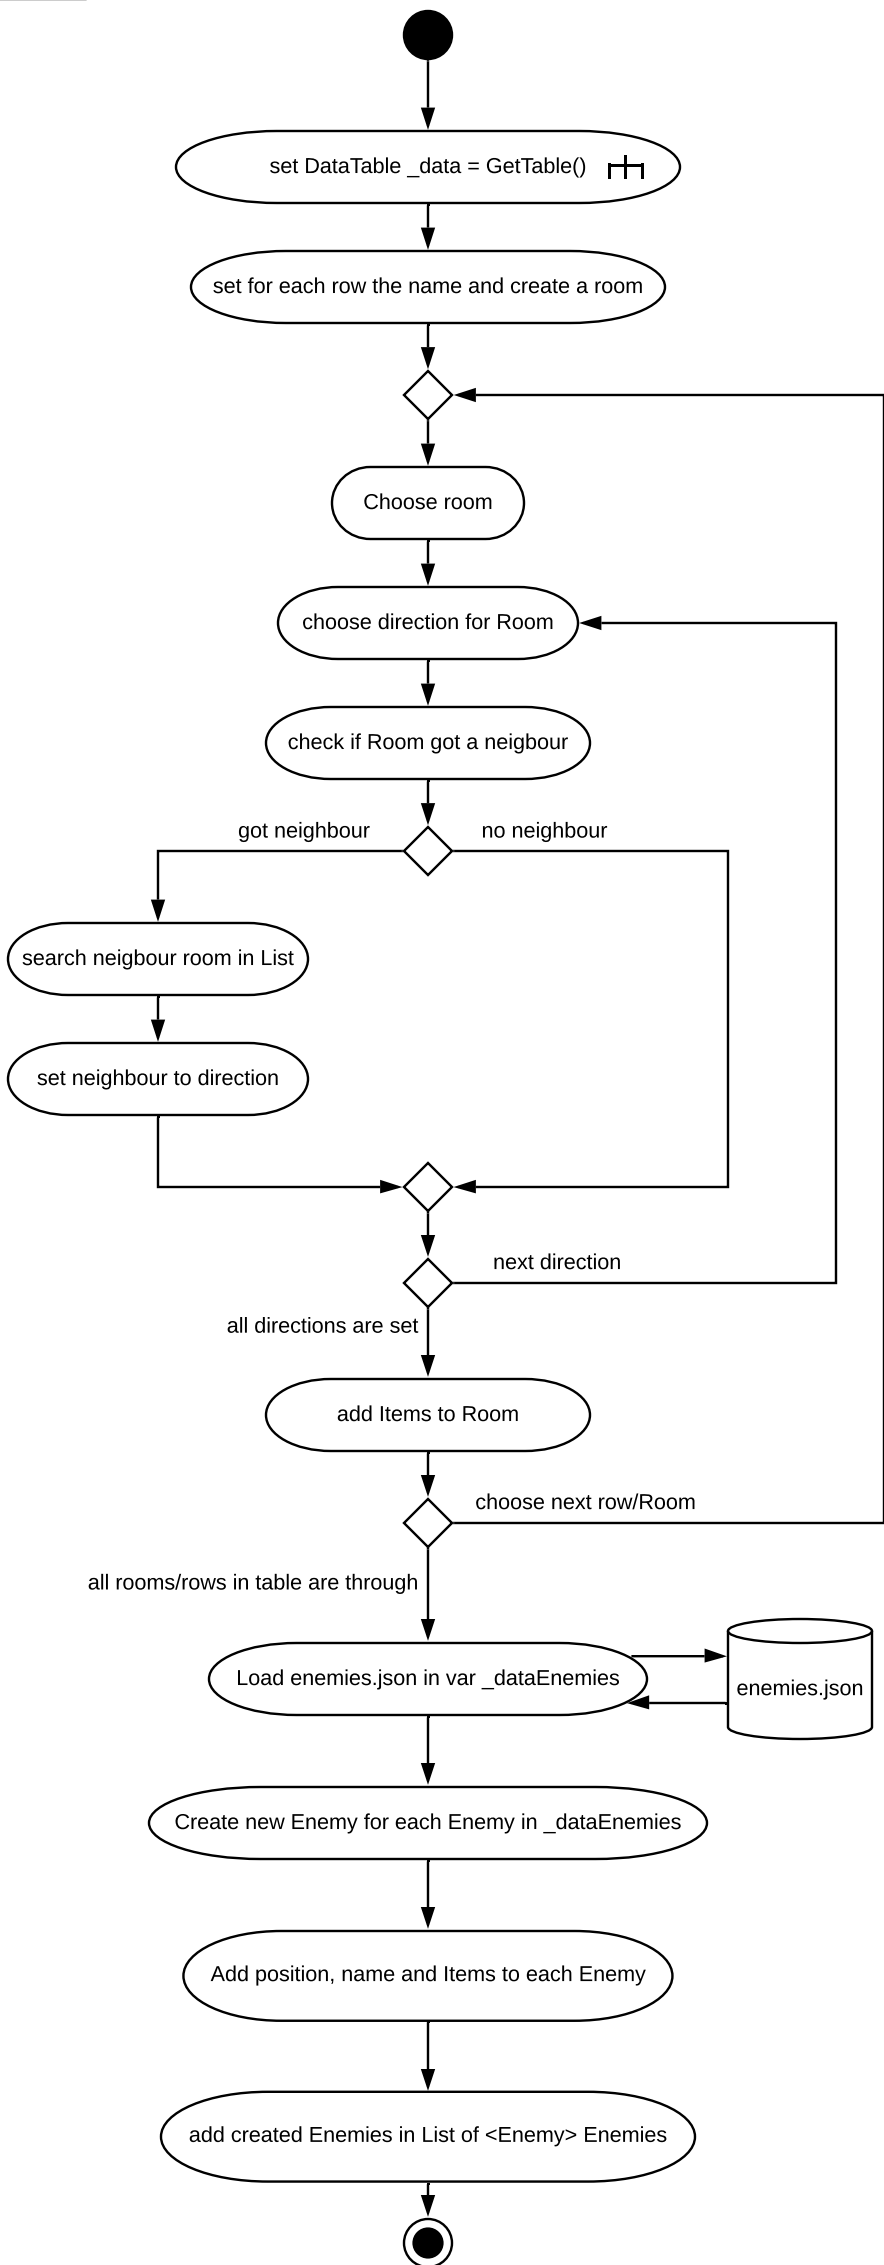 set DataTable _data = GetTable()
set for each row the name and create a room
Choose room
choose direction for Room
check if Room got a neigbour
got neighbour
no neighbour
search neigbour room in List
set neighbour to direction
next direction
all directions are set
add Items to Room
choose next row/Room
all rooms/rows in table are through
Load enemies.json in var _dataEnemies
enemies.json
Create new Enemy for each Enemy in _dataEnemies
Add position, name and Items to each Enemy
add created Enemies in List of <Enemy> Enemies